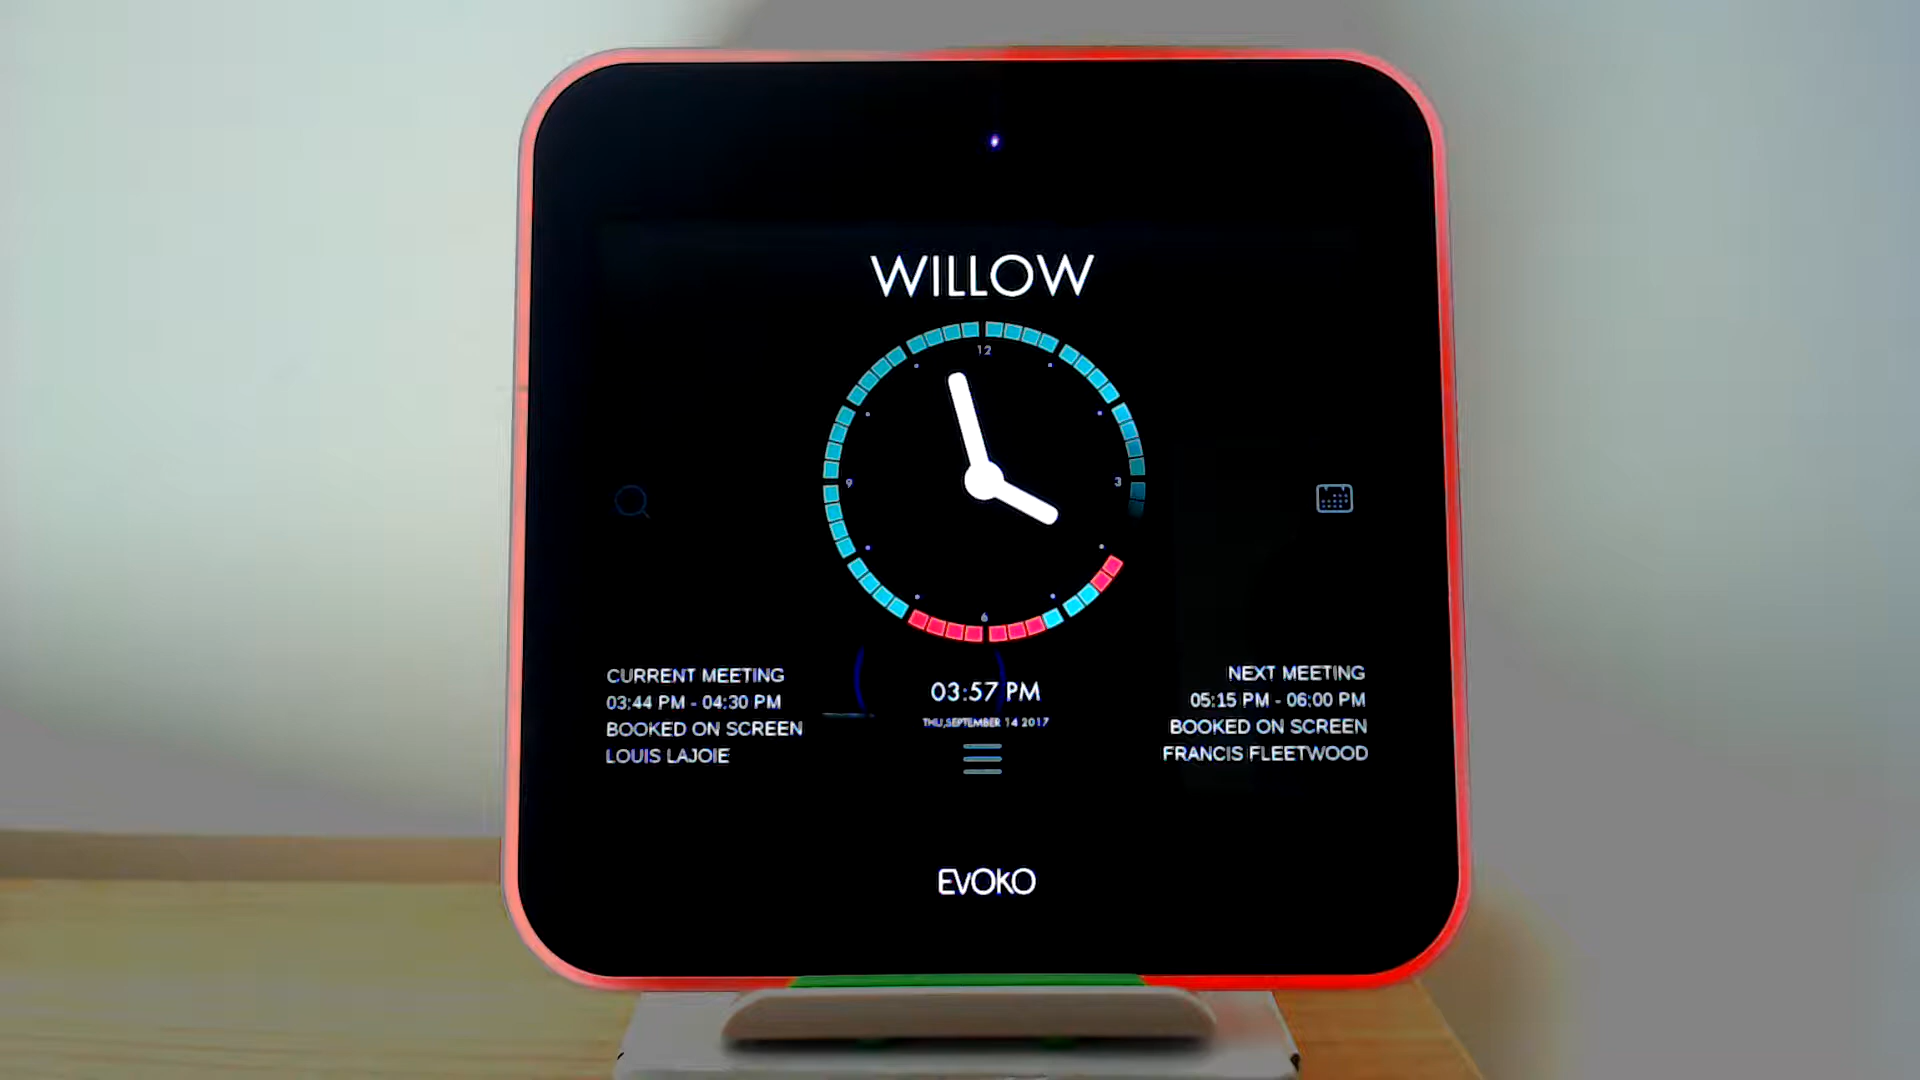 WILLOW
12
9
3
6
CURRENT MEETING
03:44 PM - 04:30 PM
BOOKED ON SCREEN
LOUIS LAJOIE
03:57 PM
THU,SEPTEMBER 14 2017
NEXT MEETING
05:15 PM - 06:00 PM
BOOKED ON SCREEN
FRANCIS FLEETWOOD
EVOKO